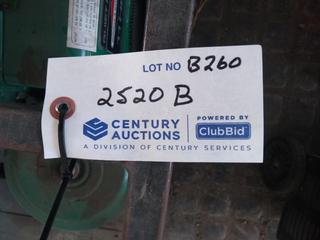 LOT NO B260
2520 B
CENTURY AUCTIONS
POWERED BY ClubBid
A DIVISION OF CENTURY SERVICES